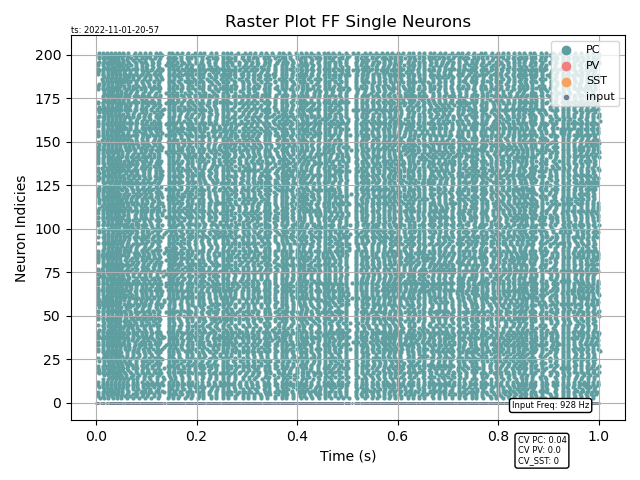 Raster Plot FF Single Neurons
ts: 2022-11-01-20-57
PC
PV
SST
input
200
175
150
125
100
75
50
25
0
Neuron Indicies
Input Freq: 928 Hz
0.0 0.2 0.4 0.6 0.8 1.0
Time (s)
CV PC: 0.04
CV PV: 0.0
CV_SST: 0